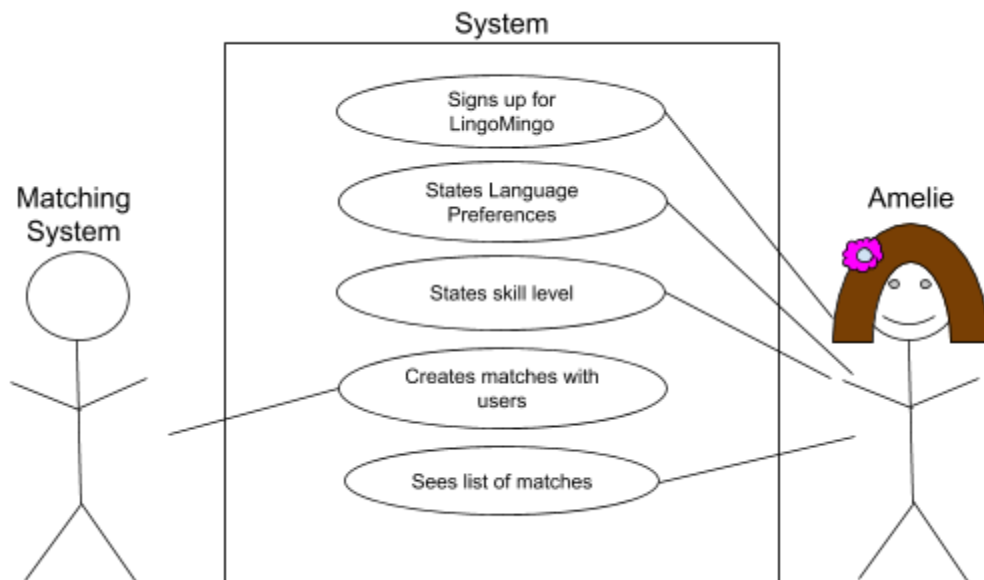 System
Signs up for
LingoMingo
States Language
Preferences
Matching
System
Amelie
States skill level
Creates matches with
users
Sees list of matches